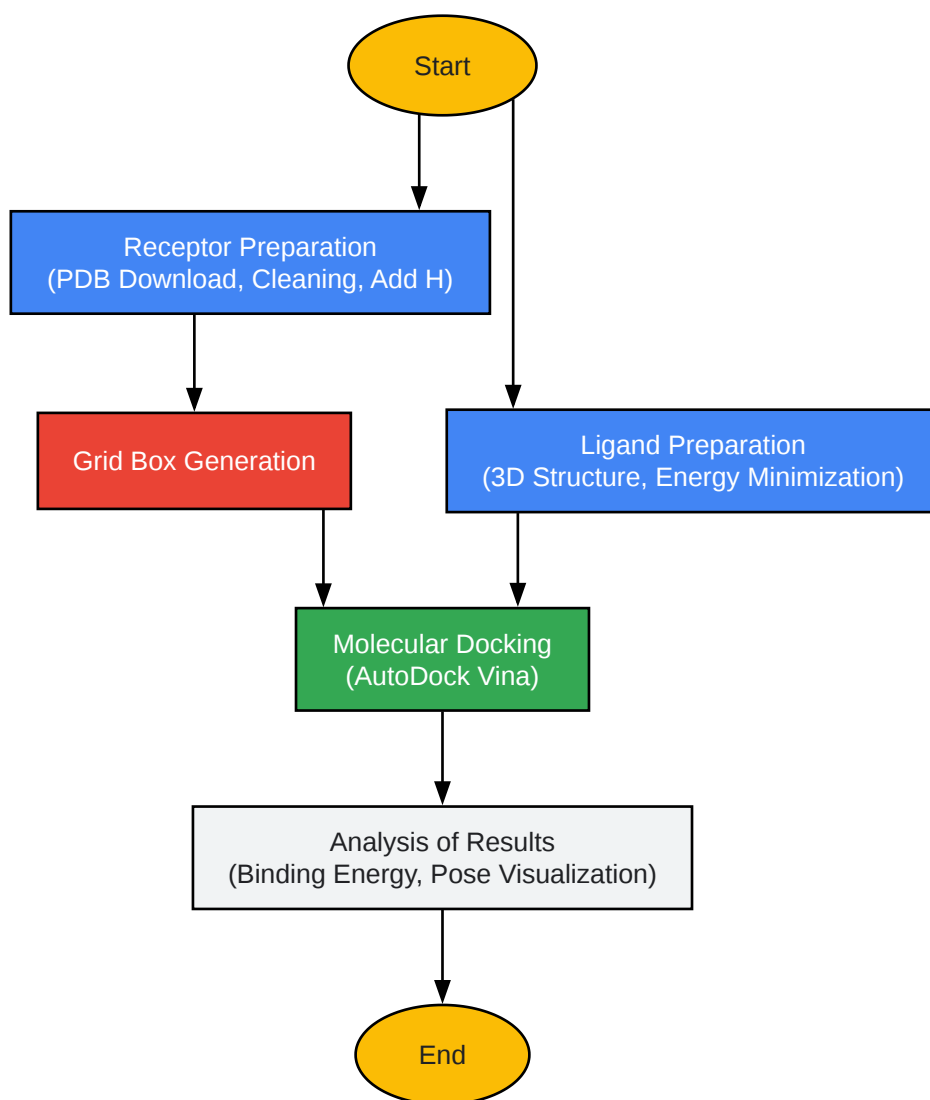 Start
Receptor Preparation
(PDB Download, Cleaning, Add H)
Grid Box Generation
Ligand Preparation
(3D Structure, Energy Minimization)
Molecular Docking
(AutoDock Vina)
Analysis of Results
(Binding Energy, Pose Visualization)
End